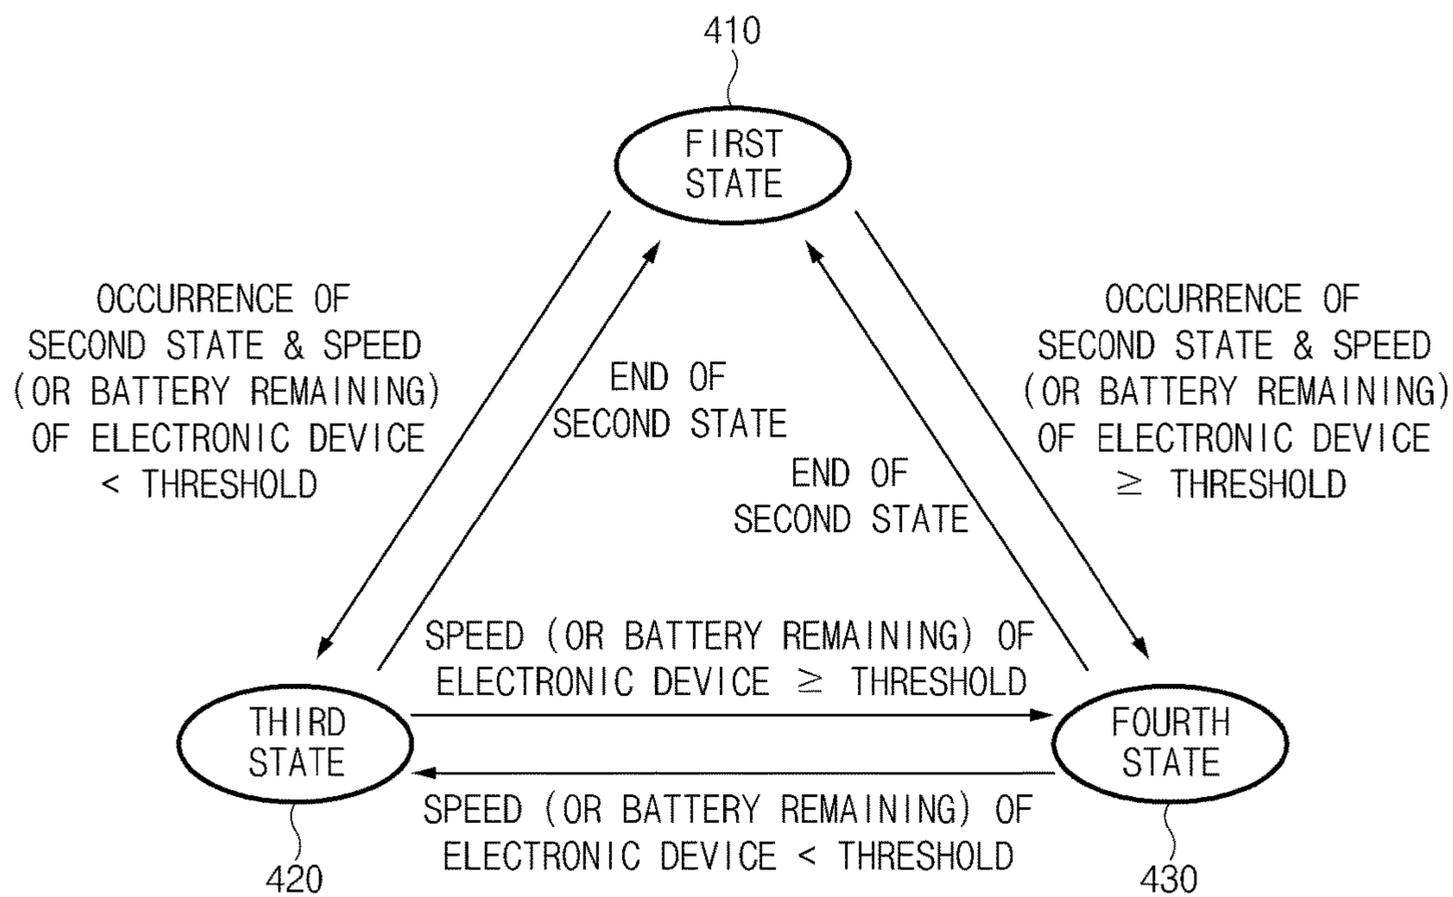 410
FIRST
STATE
OCCURRENCE OF
SECOND STATE & SPEED
(OR BATTERY REMAINING)
OF ELECTRONIC DEVICE
< THRESHOLD
END OF
SECOND STATE
END OF
SECOND STATE
OCCURRENCE OF
SECOND STATE & SPEED
(OR BATTERY REMAINING)
OF ELECTRONIC DEVICE
≥ THRESHOLD
SPEED (OR BATTERY REMAINING) OF
ELECTRONIC DEVICE ≥ THRESHOLD
THIRD
STATE
FOURTH
STATE
SPEED (OR BATTERY REMAINING) OF
ELECTRONIC DEVICE < THRESHOLD
420
430